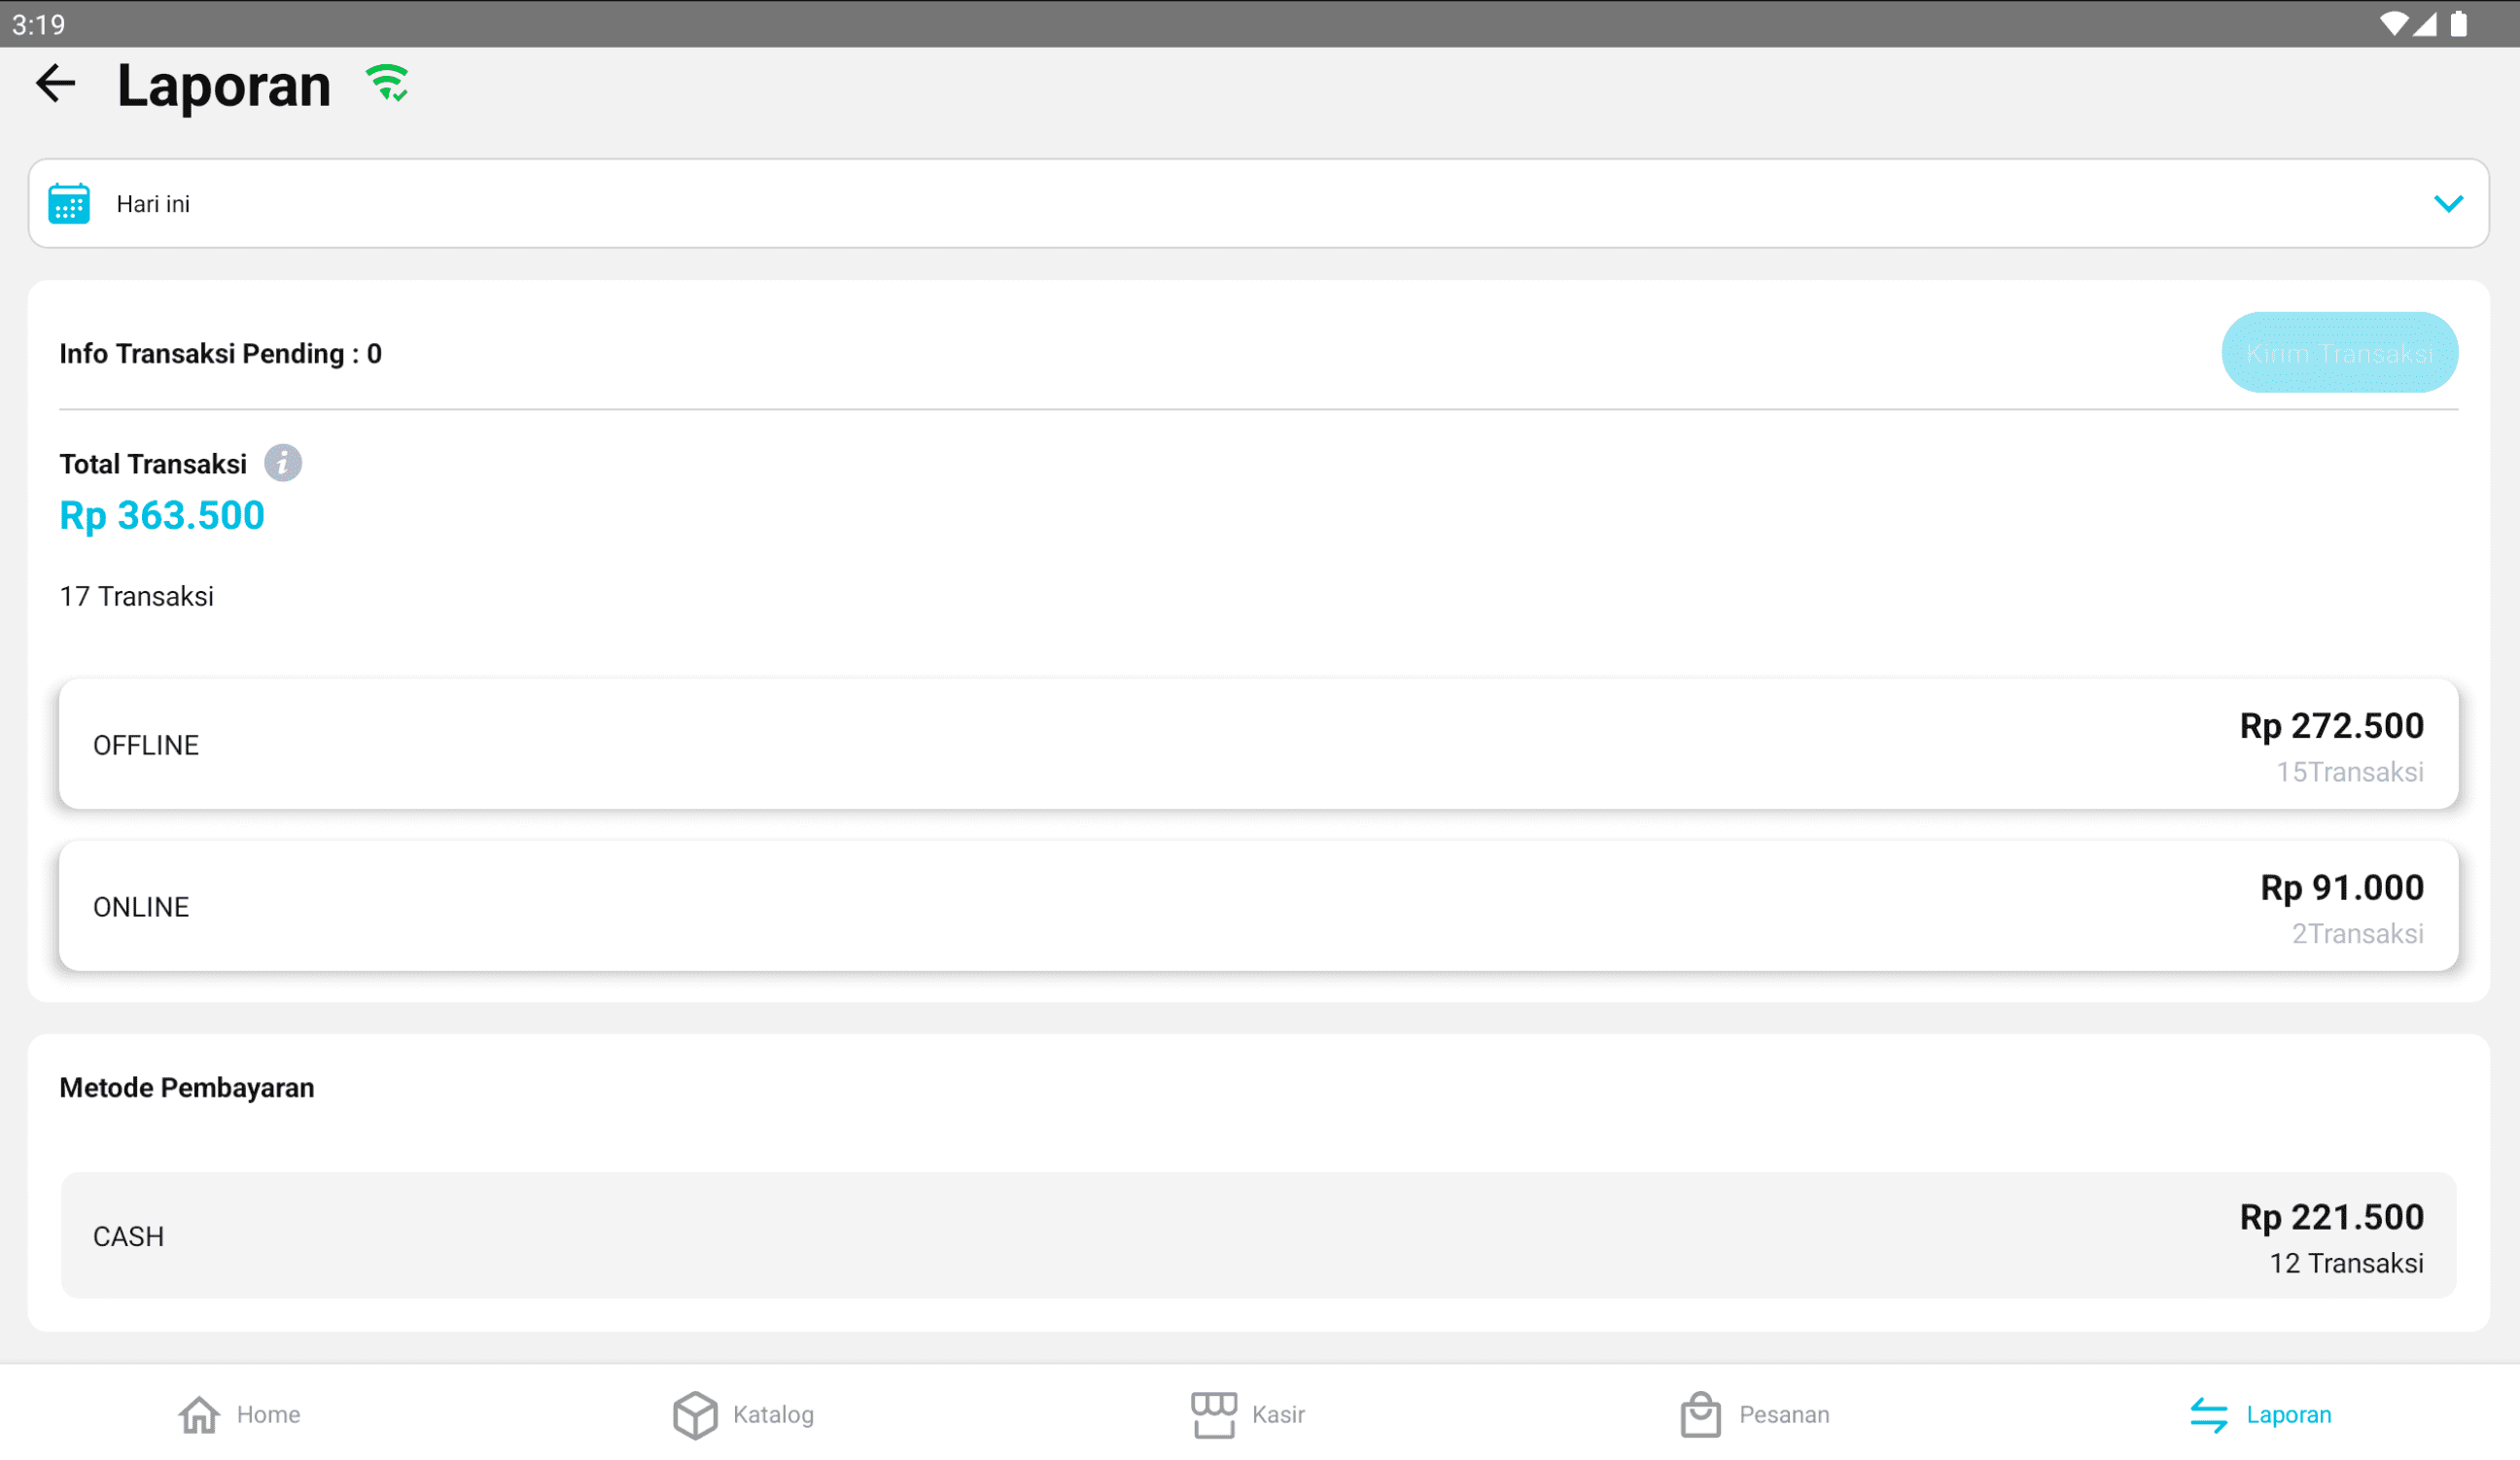 3:19
Laporan
Hari ini
Info Transaksi Pending : 0
Kirim Transaksi
Total Transaksi
Rp 363.500
17 Transaksi
OFFLINE
Rp 272.500
15Transaksi
ONLINE
Rp 91.000
2Transaksi
Metode Pembayaran
CASH
Rp 221.500
12 Transaksi
Home
Katalog
Kasir
Pesanan
Laporan